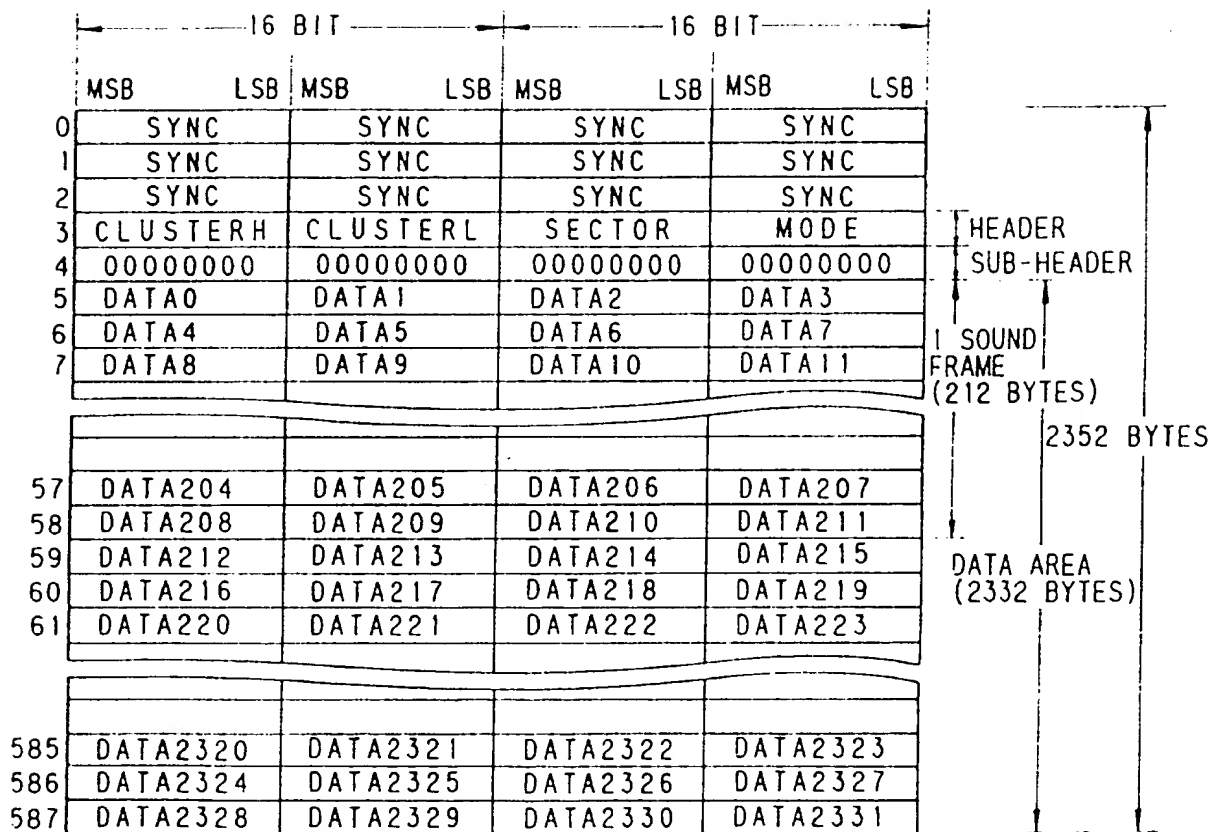 16 BIT 16 BIT
MSB LSB MSB LSB MSB LSB MSB LSB
0 SYNC SYNC SYNC SYNC
1 SYNC SYNC SYNC SYNC
2 SYNC SYNC SYNC SYNC
3 CLUSTERH CLUSTERL SECTOR MODE HEADER
4 00000000 00000000 00000000 00000000 SUB-HEADER
5 DATA0 DATA1 DATA2 DATA3
6 DATA4 DATA5 DATA6 DATA7
7 DATA8 DATA9 DATA10 DATA11
1 SOUND
FRAME
(212 BYTES)
2352 BYTES
57 DATA204 DATA205 DATA206 DATA207
58 DATA208 DATA209 DATA210 DATA211
59 DATA212 DATA213 DATA214 DATA215
60 DATA216 DATA217 DATA218 DATA219
61 DATA220 DATA221 DATA222 DATA223
DATA AREA
(2332 BYTES)
585 DATA2320 DATA2321 DATA2322 DATA2323
586 DATA2324 DATA2325 DATA2326 DATA2327
587 DATA2328 DATA2329 DATA2330 DATA2331